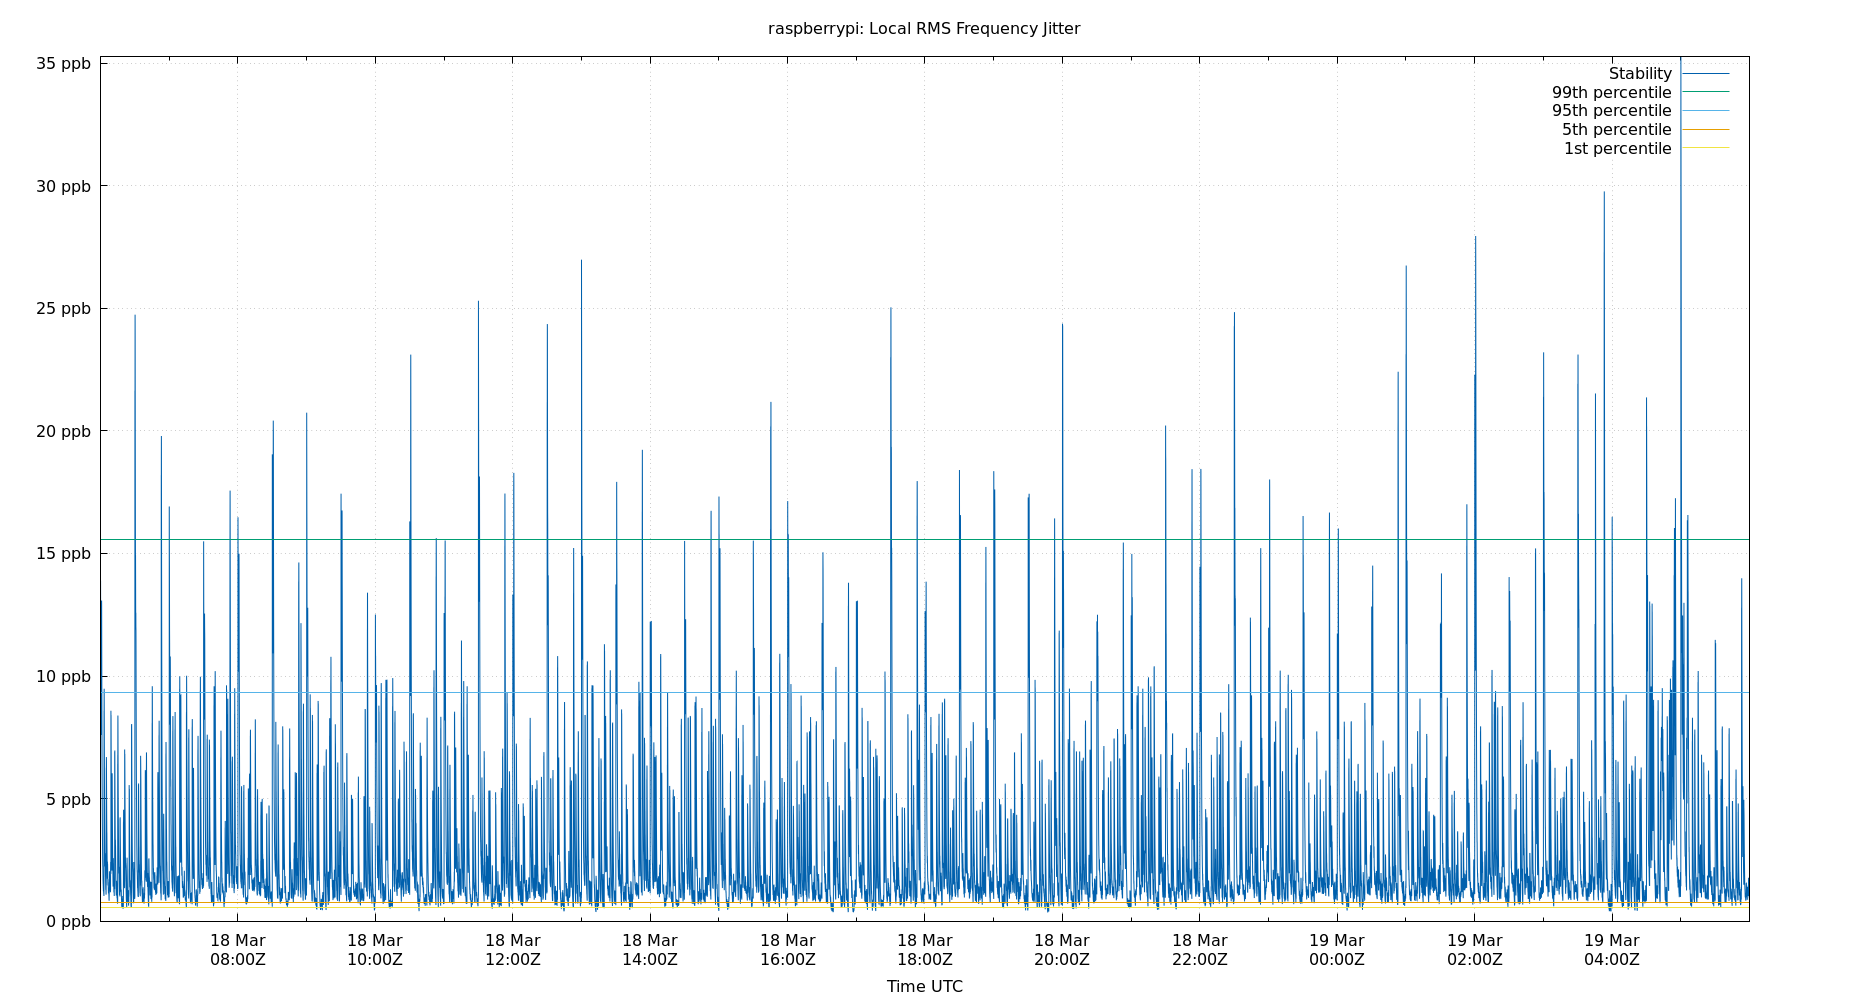 raspberrypi: Local RMS Frequency Jitter
35 ppb
30 ppb
25 ppb
20 ppb
15 ppb
10 ppb
5 ppb
0 ppb
Stability
99th percentile
95th percentile
5th percentile
1st percentile
18 Mar
08:00Z
18 Mar
10:00Z
18 Mar
12:00Z
18 Mar
14:00Z
18 Mar
16:00Z
18 Mar
18:00Z
18 Mar
20:00Z
18 Mar
22:00Z
19 Mar
00:00Z
19 Mar
02:00Z
19 Mar
04:00Z
Time UTC